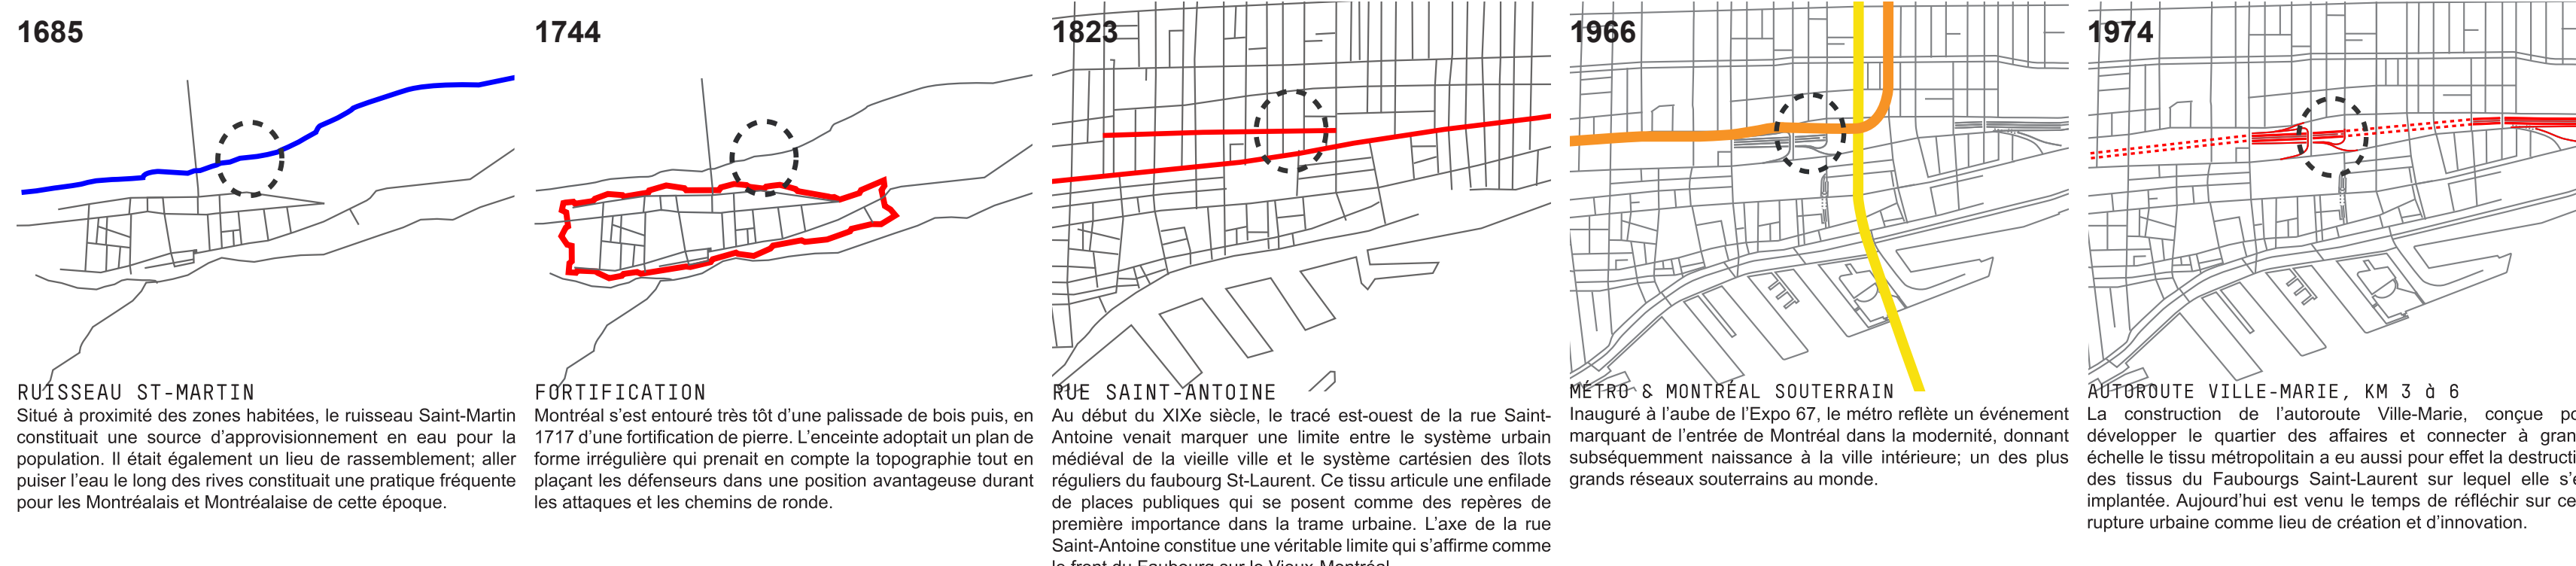 1685
RUISSEAU ST-MARTIN
Situé à proximité des zones habitées, le ruisseau Saint-Martin
constituait une source d’approvisionnement en eau pour la
population. Il était également un lieu de rassemblement; aller
puiser l’eau le long des rives constituait une pratique fréquente
pour les Montréalais et Montréalaise de cette époque.
1744
FORTIFICATION
Montréal s’est entouré très tôt d’une palissade de bois puis, en
1717 d’une fortification de pierre. L’enceinte adoptait un plan de
forme irrégulière qui prenait en compte la topographie tout en
plaçant les défenseurs dans une position avantageuse durant
les attaques et les chemins de ronde.
1823
RUE SAINT-ANTOINE
Au début du XIXe siècle, le tracé est-ouest de la rue Saint-
Antoine venait marquer une limite entre le système urbain
médiéval de la vieille ville et le système cartésien des îlots
réguliers du faubourg St-Laurent. Ce tissu articule une enfilade
de places publiques qui se posent comme des repères de
première importance dans la trame urbaine. L’axe de la rue
Saint-Antoine constitue une véritable limite qui s’affirme comme
le front du Faubourg sur le Vieux-Montréal
1966
MÉTRO & MONTRÉAL SOUTERRAIN
Inauguré à l’aube de l’Expo 67, le métro reflète un événement
marquant de l’entrée de Montréal dans la modernité, donnant
subséquemment naissance à la ville intérieure; un des plus
grands réseaux souterrains au monde.
1974
AUTOROUTE VILLE-MARIE, KM 3 à 6
La construction de l’autoroute Ville-Marie, conçue
développer le quartier des affaires et connecter à
échelle le tissu métropolitain a eu aussi pour effet la
des tissus du Faubourgs Saint-Laurent sur lequel elle
implantée. Aujourd’hui est venu le temps de réfléchir sur
rupture urbaine comme lieu de création et d’innovation.